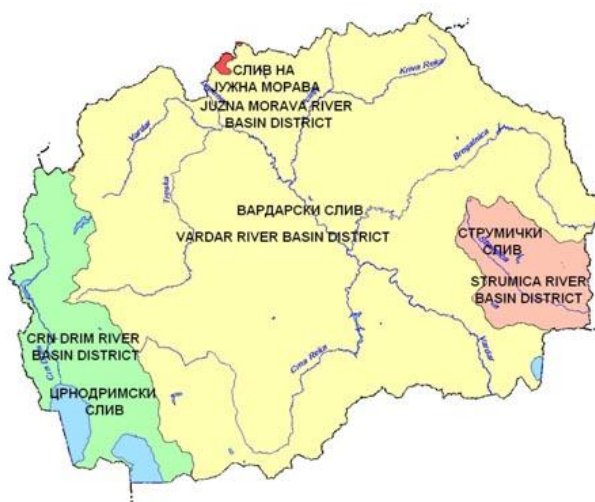 СЛИВ НА
ЈУЖНА МОРАВА
JUZNA MORAVA RIVER
BASIN DISTRICT
Kriva Reka
Vardar
Bregalnica
Treska
ВАРДАРСКИ СЛИВ
VARDAR RIVER BASIN DISTRICT
СТРУМИЧКИ
СЛИВ
STRUMICA RIVER
BASIN DISTRICT
CRN DRIM RIVER
BASIN DISTRICT
Crna Reka
Vardar
ЦРНОДРИМСКИ
СЛИВ